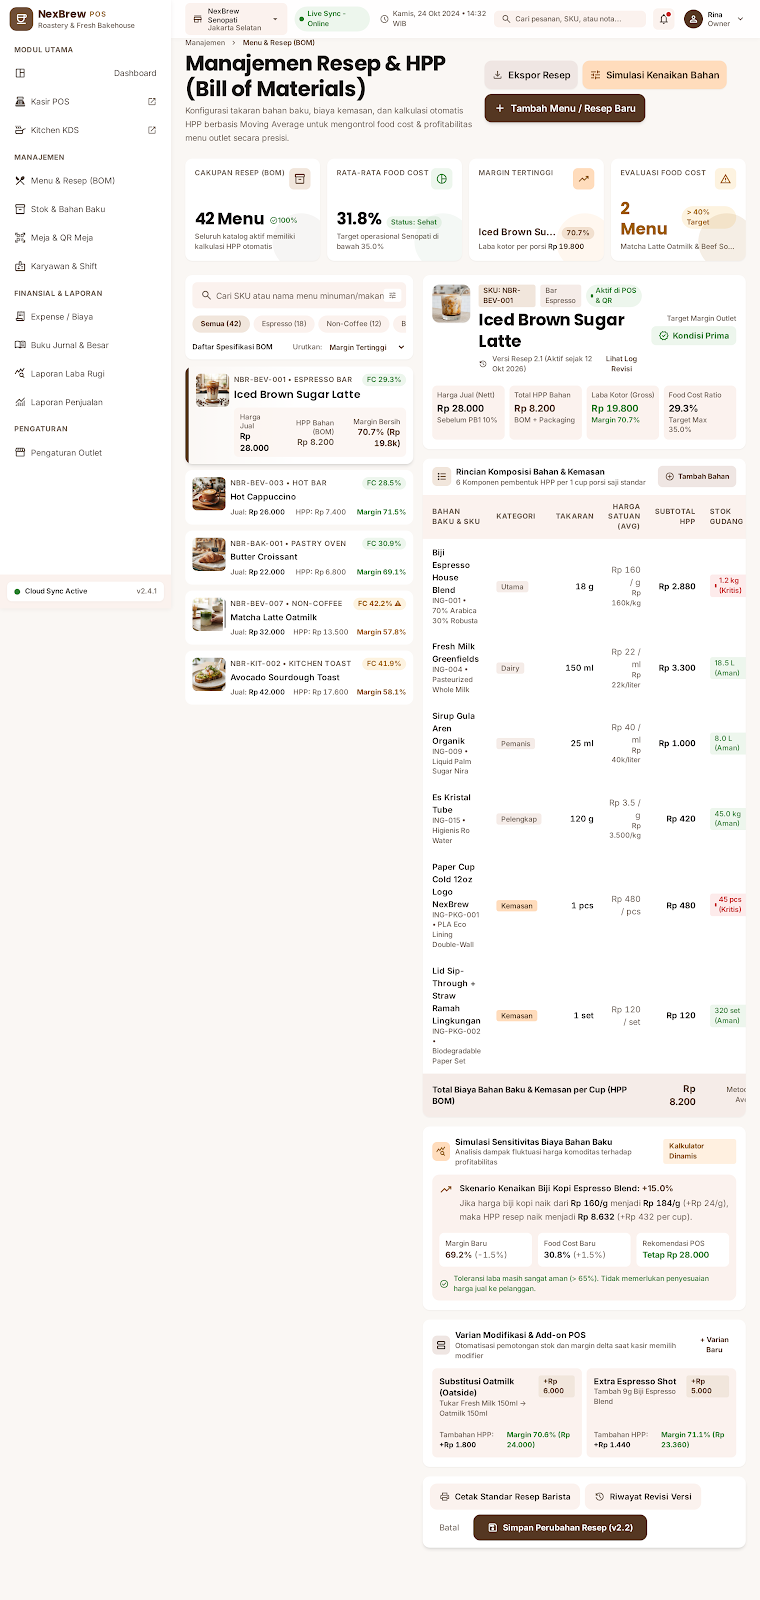 NexBrew POS
Roastery & Fresh Bakehouse
MODUL UTAMA
Dashboard
Kasir POS
Kitchen KDS
MANAJEMEN
Menu & Resep (BOM)
Stok & Bahan Baku
Meja & QR Meja
Karyawan & Shift
FINANSIAL & LAPORAN
Expense / Biaya
Buku Jurnal & Besar
Laporan Laba Rugi
Laporan Penjualan
PENGATURAN
Pengaturan Outlet
Cloud Sync Active
v2.4.1
NexBrew
Senopati
Jakarta Selatan
Live Sync -
Online
Kamis, 24 Okt 2024 • 14:32
WIB
Cari pesanan, SKU, atau nota...
Rina
Owner
Manajemen > Menu & Resep (BOM)
Manajemen Resep & HPP
(Bill of Materials)
Konfigurasi takaran bahan baku, biaya kemasan, dan kalkulasi otomatis
HPP berbasis Moving Average untuk mengontrol food cost & profitabilitas
menu outlet secara presisi.
Ekspor Resep
Simulasi Kenaikan Bahan
Tambah Menu / Resep Baru
CAKUPAN RESEP (BOM)
42 Menu
100%
Seluruh katalog aktif memiliki
kalkulasi HPP otomatis
RATA-RATA FOOD COST
31.8%
Status: Sehat
Target operasional Senopati di
bawah 35.0%
MARGIN TERTINGGI
Iced Brown Su...
70.7%
Laba kotor per porsi Rp 19.800
EVALUASI FOOD COST
2
Menu
> 40%
Target
Matcha Latte Oatmilk & Beef So...
Cari SKU atau nama menu minuman/makan
Semua (42)
Espresso (18)
Non-Coffee (12)
B
Daftar Spesifikasi BOM
Urutkan:
Margin Tertinggi
NBR-BEV-001 • ESPRESSO BAR
FC 29.3%
Iced Brown Sugar Latte
Harga
Jual
Rp
28.000
HPP Bahan
(BOM)
Rp 8.200
Margin Bersih
70.7% (Rp
19.8k)
NBR-BEV-003 • HOT BAR
FC 28.5%
Hot Cappuccino
Jual: Rp 26.000
HPP: Rp 7.400
Margin 71.5%
NBR-BAK-001 • PASTRY OVEN
FC 30.9%
Butter Croissant
Jual: Rp 22.000
HPP: Rp 6.800
Margin 69.1%
NBR-BEV-007 • NON-COFFEE
FC 42.2%
Matcha Latte Oatmilk
Jual: Rp 32.000
HPP: Rp 13.500
Margin 57.8%
NBR-KIT-002 • KITCHEN TOAST
FC 41.9%
Avocado Sourdough Toast
Jual: Rp 42.000
HPP: Rp 17.600
Margin 58.1%
SKU: NBR-
BEV-001
Bar
Espresso
Aktif di POS
& QR
Iced Brown Sugar
Latte
Versi Resep 2.1 (Aktif sejak 12
Okt 2026)
Lihat Log
Revisi
Target Margin Outlet
Kondisi Prima
Harga Jual (Nett)
Rp 28.000
Sebelum PB1 10%
Total HPP Bahan
Rp 8.200
BOM + Packaging
Laba Kotor (Gross)
Rp 19.800
Margin 70.7%
Food Cost Ratio
29.3%
Target Max
35.0%
Rincian Komposisi Bahan & Kemasan
6 Komponen pembentuk HPP per 1 cup porsi saji standar
Tambah Bahan
BAHAN
BAKU & SKU
KATEGORI
TAKARAN
HARGA
SATUAN
(AVG)
SUBTOTAL
HPP
STOK
GUDANG
Biji
Espresso
House
Blend
ING-001 •
70% Arabica
30% Robusta
Utama
18 g
Rp 160
/ g
Rp
160k/kg
Rp 2.880
1.2 kg
(Kritis)
Fresh Milk
Greenfields
ING-004 •
Pasteurized
Whole Milk
Dairy
150 ml
Rp 22 /
ml
Rp
22k/liter
Rp 3.300
18.5 L
(Aman)
Sirup Gula
Aren
Organik
ING-009 •
Liquid Palm
Sugar Nira
Pemanis
25 ml
Rp 40 /
ml
Rp
40k/liter
Rp 1.000
8.0 L
(Aman)
Es Kristal
Tube
ING-015 •
Higienis Ro
Water
Pelengkap
120 g
Rp 3.5 /
g
Rp
3.500/kg
Rp 420
45.0 kg
(Aman)
Paper Cup
Cold 12oz
Logo
NexBrew
ING-PKG-001
• PLA Eco
Lining
Double-Wall
Kemasan
1 pcs
Rp 480
/ pcs
Rp 480
45 pcs
(Kritis)
Lid Sip-
Through +
Straw
Ramah
Lingkungan
ING-PKG-002
•
Biodegradable
Paper Set
Kemasan
1 set
Rp 120
/ set
Rp 120
320 set
(Aman)
Total Biaya Bahan Baku & Kemasan per Cup (HPP
BOM)
Rp
8.200
Simulasi Sensitivitas Biaya Bahan Baku
Analisis dampak fluktuasi harga komoditas terhadap
profitabilitas
Kalkulator
Dinamis
Skenario Kenaikan Biji Kopi Espresso Blend: +15.0%
Jika harga biji kopi naik dari Rp 160/g menjadi Rp 184/g (+Rp 24/g),
maka HPP resep naik menjadi Rp 8.632 (+Rp 432 per cup).
Margin Baru
69.2% (-1.5%)
Food Cost Baru
30.8% (+1.5%)
Rekomendasi POS
Tetap Rp 28.000
Toleransi laba masih sangat aman (> 65%). Tidak memerlukan penyesuaian
harga jual ke pelanggan.
Varian Modifikasi & Add-on POS
Otomatisasi pemotongan stok dan margin delta saat kasir memilih
modifier
+ Varian
Baru
Substitusi Oatmilk
(Oatside)
+Rp
6.000
Tukar Fresh Milk 150ml →
Oatmilk 150ml
Tambahan HPP:
+Rp 1.800
Margin 70.6% (Rp
24.000)
Extra Espresso Shot
+Rp
5.000
Tambah 9g Biji Espresso
Blend
Tambahan HPP:
+Rp 1.440
Margin 71.1% (Rp
23.360)
Cetak Standar Resep Barista
Riwayat Revisi Versi
Batal
Simpan Perubahan Resep (v2.2)